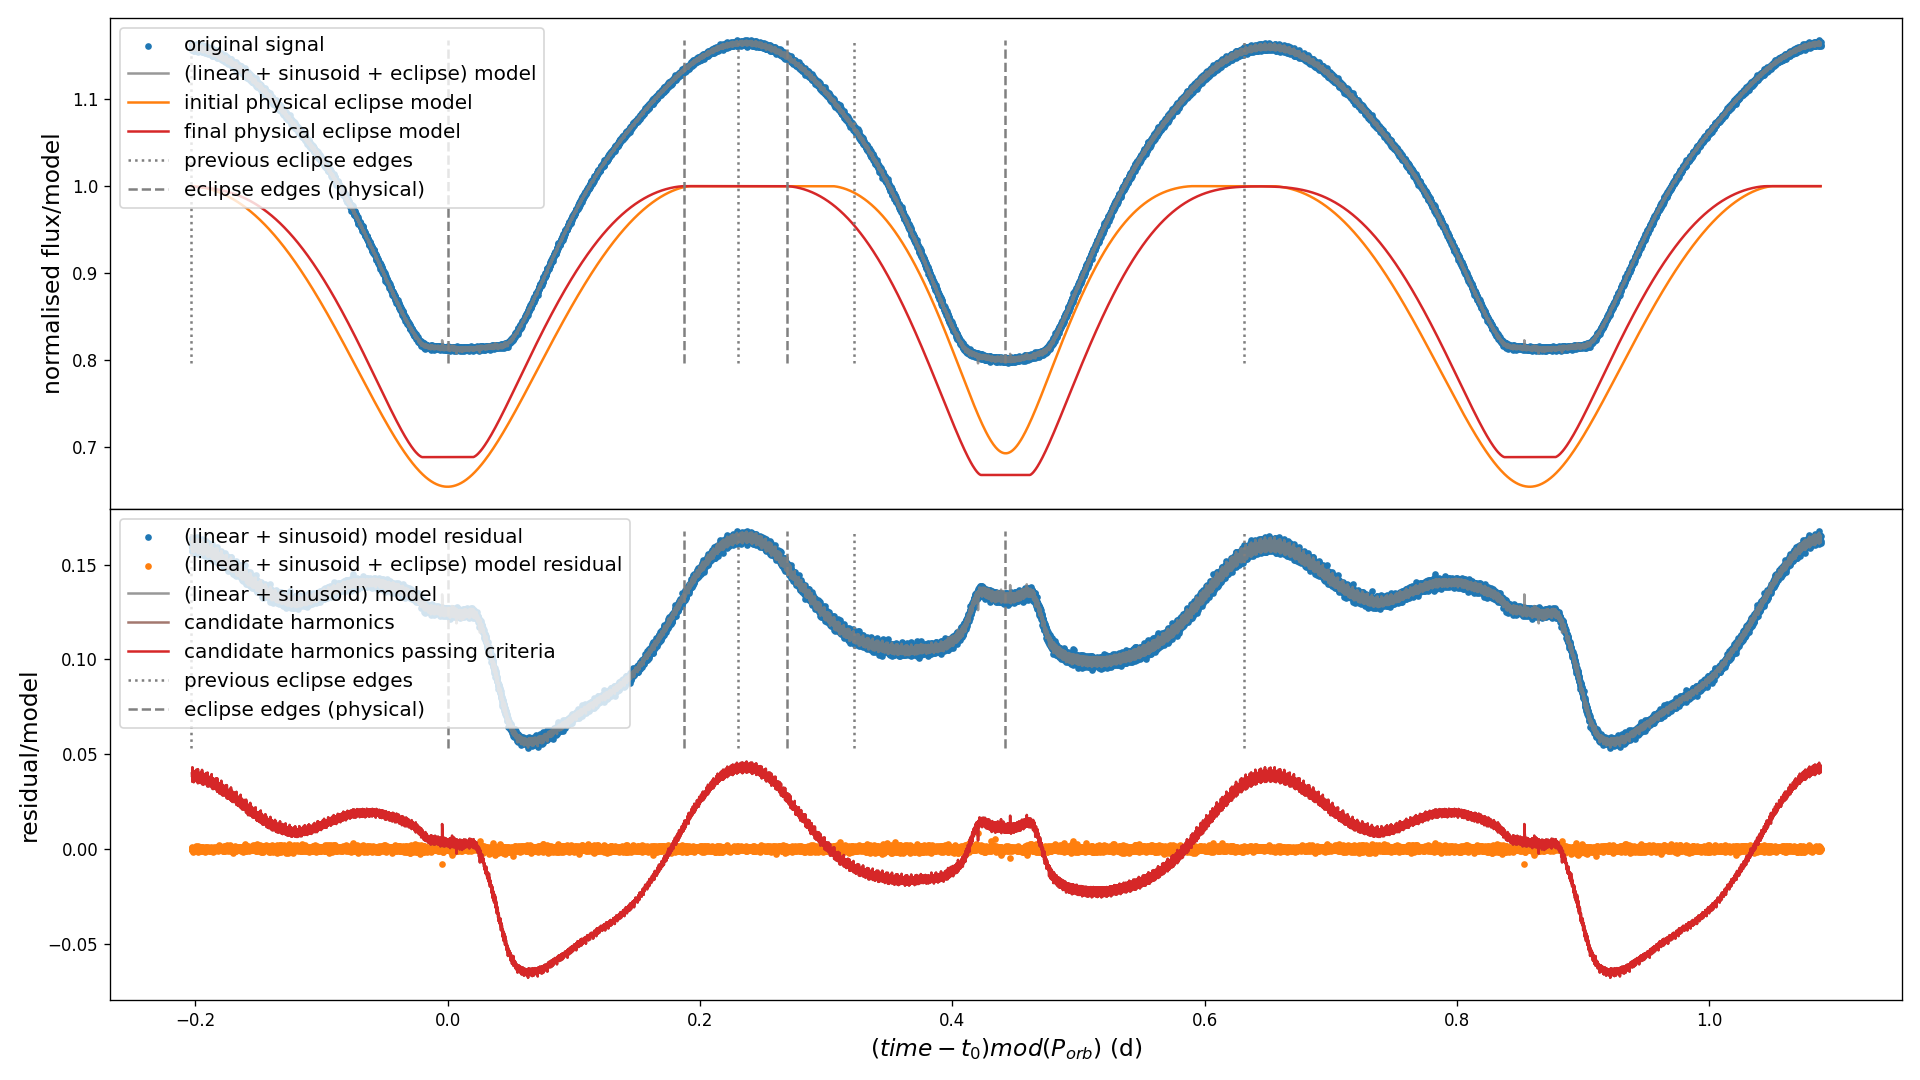 original signal
(linear + sinusoid + eclipse) model
initial physical eclipse model
final physical eclipse model
previous eclipse edges
eclipse edges (physical)
normalised flux/model
1.1
1.0
0.9
0.8
0.7
(linear + sinusoid) model residual
(linear + sinusoid + eclipse) model residual
(linear + sinusoid) model
candidate harmonics
candidate harmonics passing criteria
previous eclipse edges
eclipse edges (physical)
residual/model
0.15
0.10
0.05
0.00
−0.05
−0.2 0.0 0.2 0.4 0.6 0.8 1.0
(time − t₀)mod(Pₒᵣb) (d)